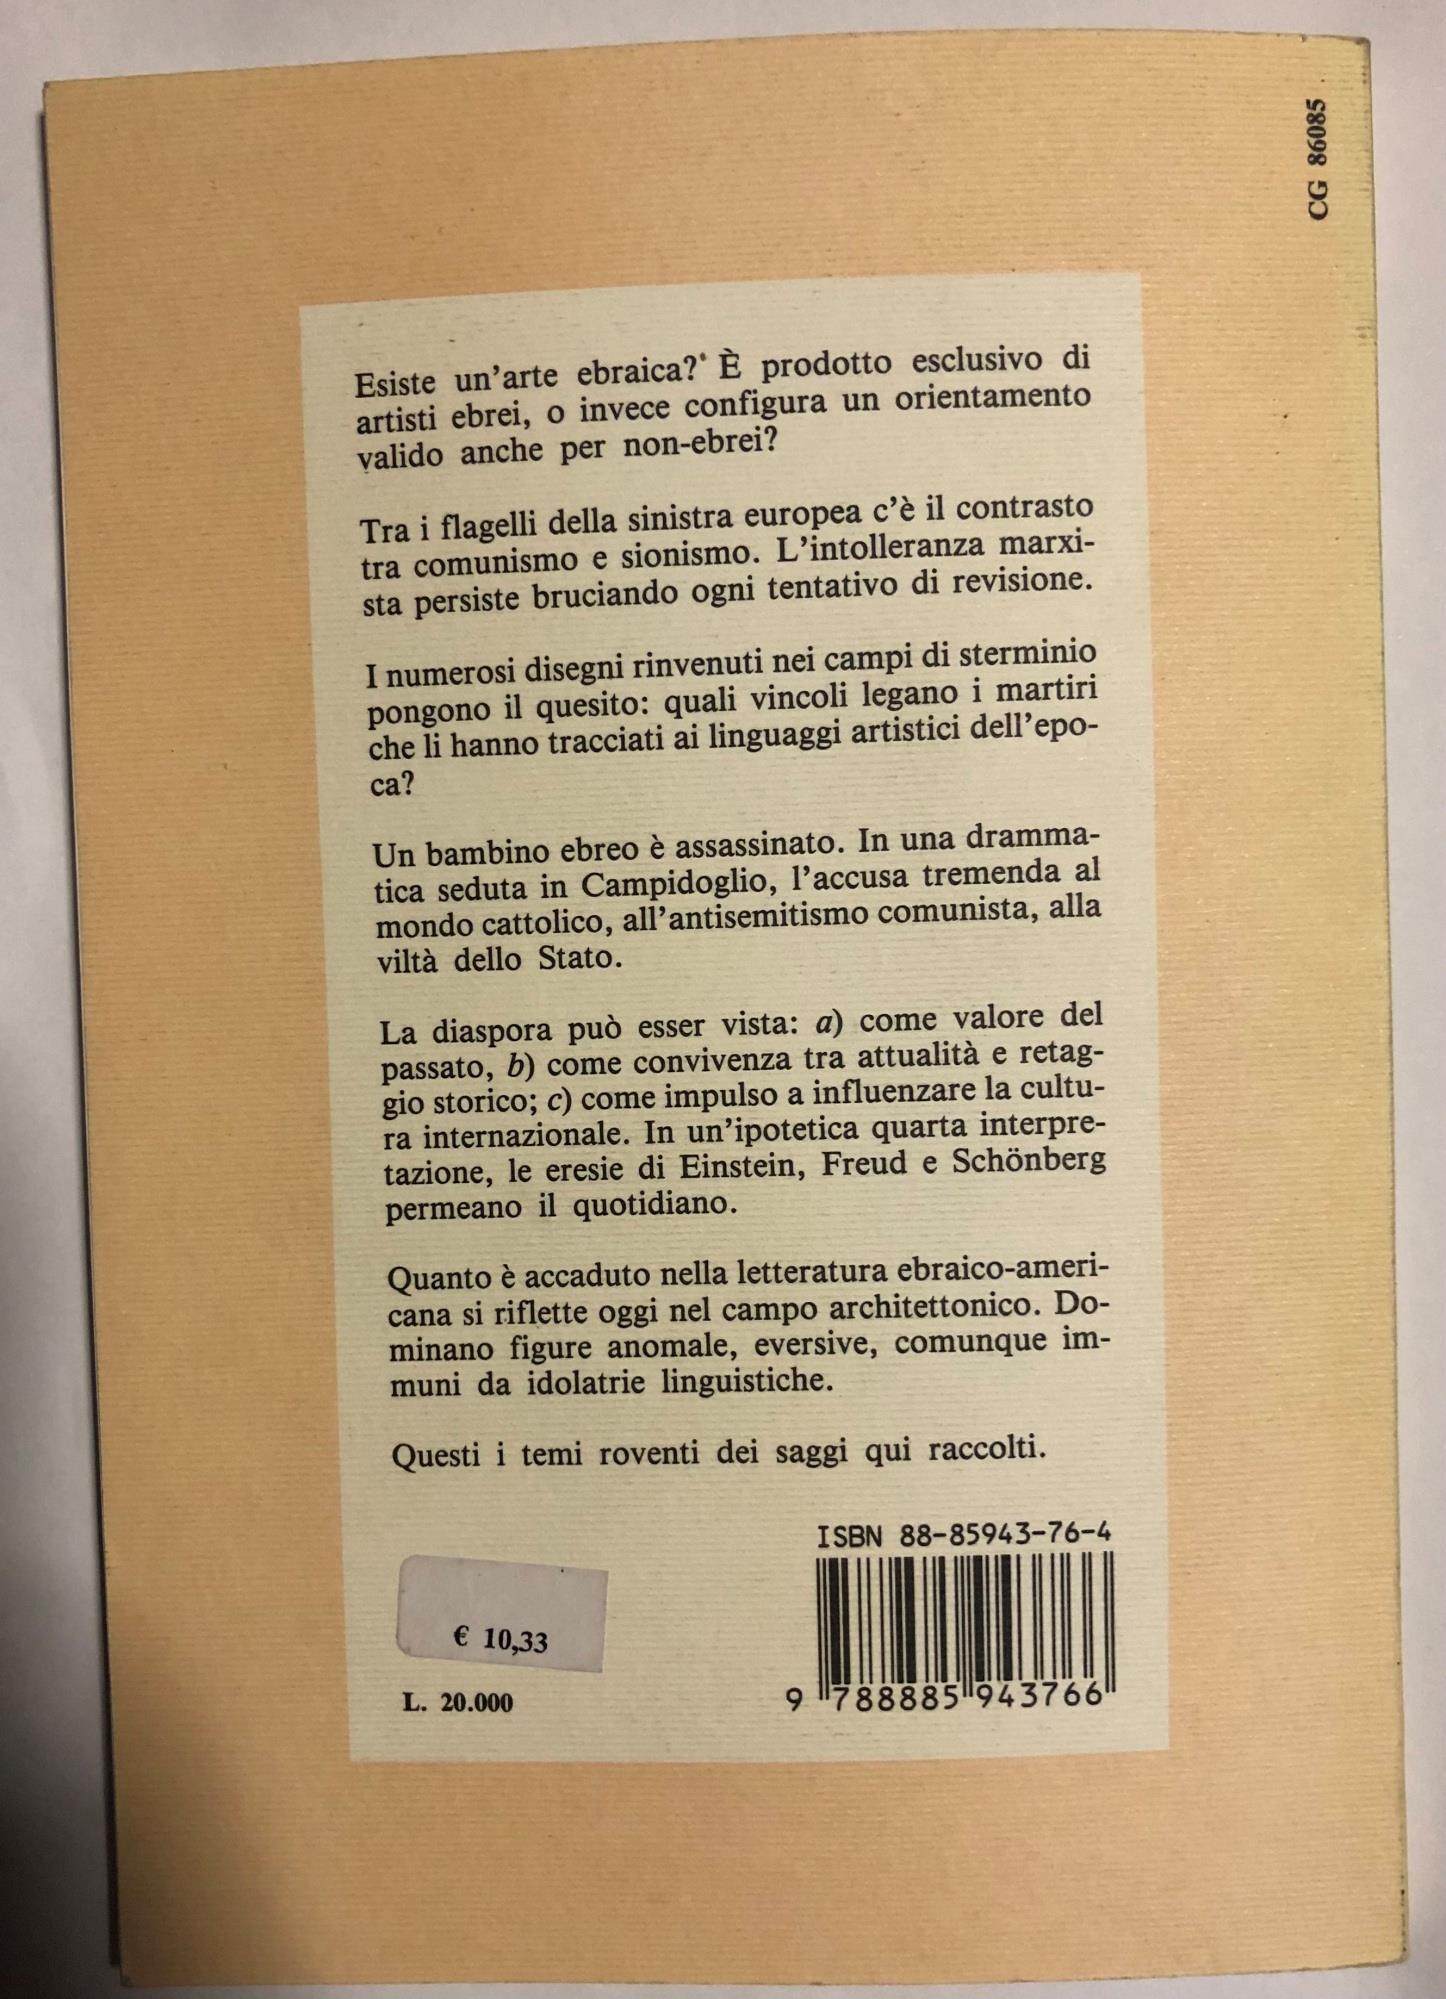 CG 86085
Esiste un'arte ebraica? È prodotto esclusivo di
artisti ebrei, o invece configura un orientamento
valido anche per non-ebrei?
Tra i flagelli della sinistra europea c'è il contrasto
tra comunismo e sionismo. L'intolleranza marxi-
sta persiste bruciando ogni tentativo di revisione.
I numerosi disegni rinvenuti nei campi di sterminio
pongono il quesito: quali vincoli legano i martiri
che li hanno tracciati ai linguaggi artistici dell'epo-
ca?
Un bambino ebreo è assassinato. In una dramma-
tica seduta in Campidoglio, l'accusa tremenda al
mondo cattolico, all'antisemitismo comunista, alla
viltà dello Stato.
La diaspora può esser vista: a) come valore del
passato, b) come convivenza tra attualità e retag-
gio storico; c) come impulso a influenzare la cultu-
ra internazionale. In un'ipotetica quarta interpre-
tazione, le eresie di Einstein, Freud e Schönberg
permeano il quotidiano.
Quanto è accaduto nella letteratura ebraico-ameri-
cana si riflette oggi nel campo architettonico. Do-
minano figure anomale, eversive, comunque im-
muni da idolatrie linguistiche.
Questi i temi roventi dei saggi qui raccolti.
ISBN 88-85943-76-4
€ 10,33
L. 20.000
9 788885 943766